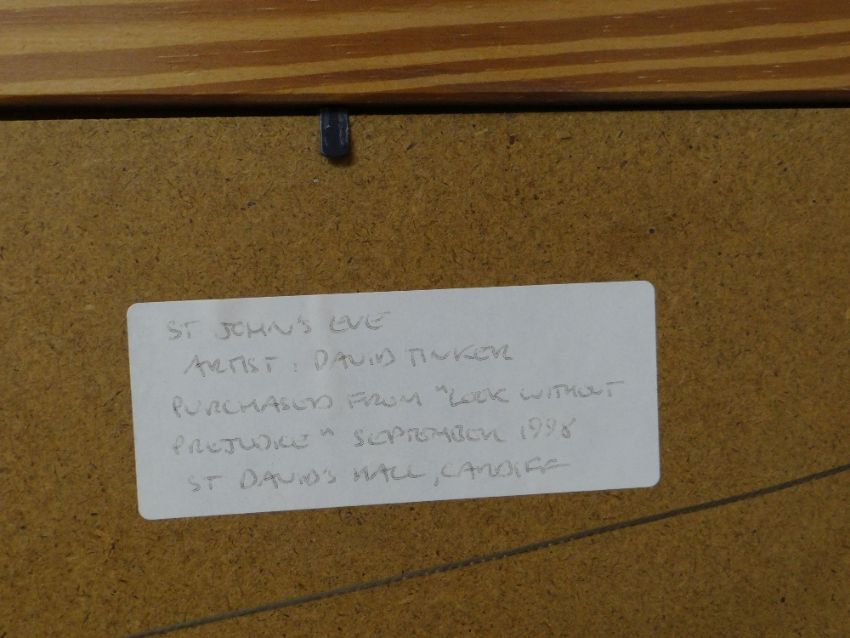 ST JOHN'S EVE
ARTIST: DAVID TINKER
PURCHASED FROM "LOOK WITHOUT
PREJUDICE" SEPTEMBER 1998
ST DAVID'S HALL, CARDIFF